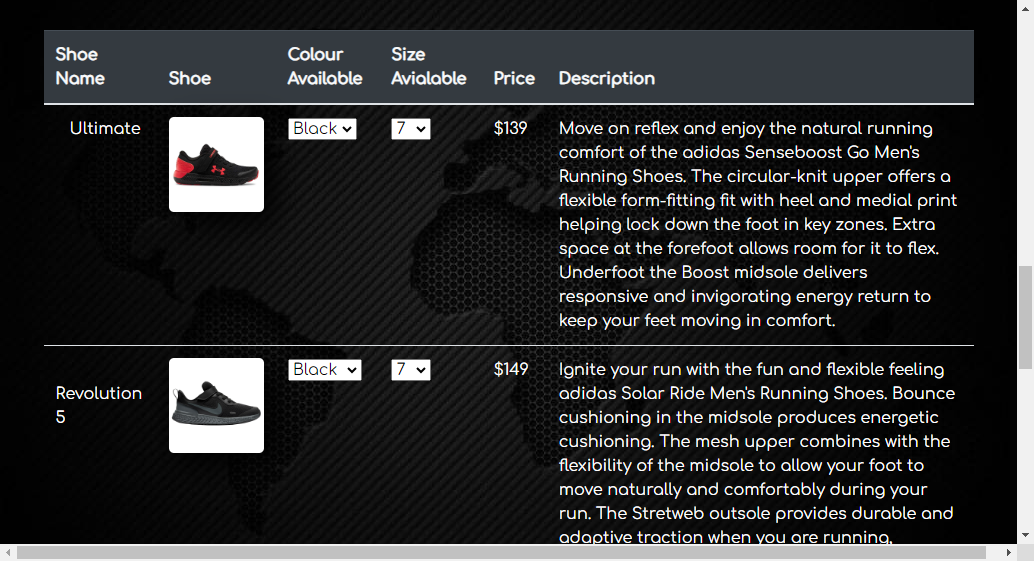 Shoe Name
Shoe
Colour Available
Size Avialable
Price
Description
Ultimate
Black
7
$139
Move on reflex and enjoy the natural running
comfort of the adidas Senseboost Go Men's
Running Shoes. The circular-knit upper offers a
flexible form-fitting fit with heel and medial print
helping lock down the foot in key zones. Extra
space at the forefoot allows room for it to flex.
Underfoot the Boost midsole delivers
responsive and invigorating energy return to
keep your feet moving in comfort.
Revolution
5
Black
7
$149
Ignite your run with the fun and flexible feeling
adidas Solar Ride Men's Running Shoes. Bounce
cushioning in the midsole produces energetic
cushioning. The mesh upper combines with the
flexibility of the midsole to allow your foot to
move naturally and comfortably during your
run. The Stretweb outsole provides durable and
adaptive traction when you are running,